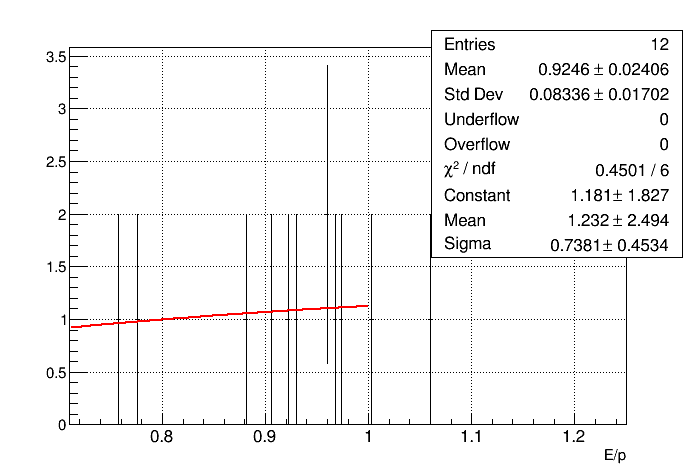 Entries 12
Mean 0.9246 ± 0.02406
Std Dev 0.08336 ± 0.01702
Underflow 0
Overflow 0
χ² / ndf 0.4501 / 6
Constant 1.181 ± 1.827
Mean 1.232 ± 2.494
Sigma 0.7381 ± 0.4534
3.5
3
2.5
2
1.5
1
0.5
0
0.8 0.9 1 1.1 1.2
E/p